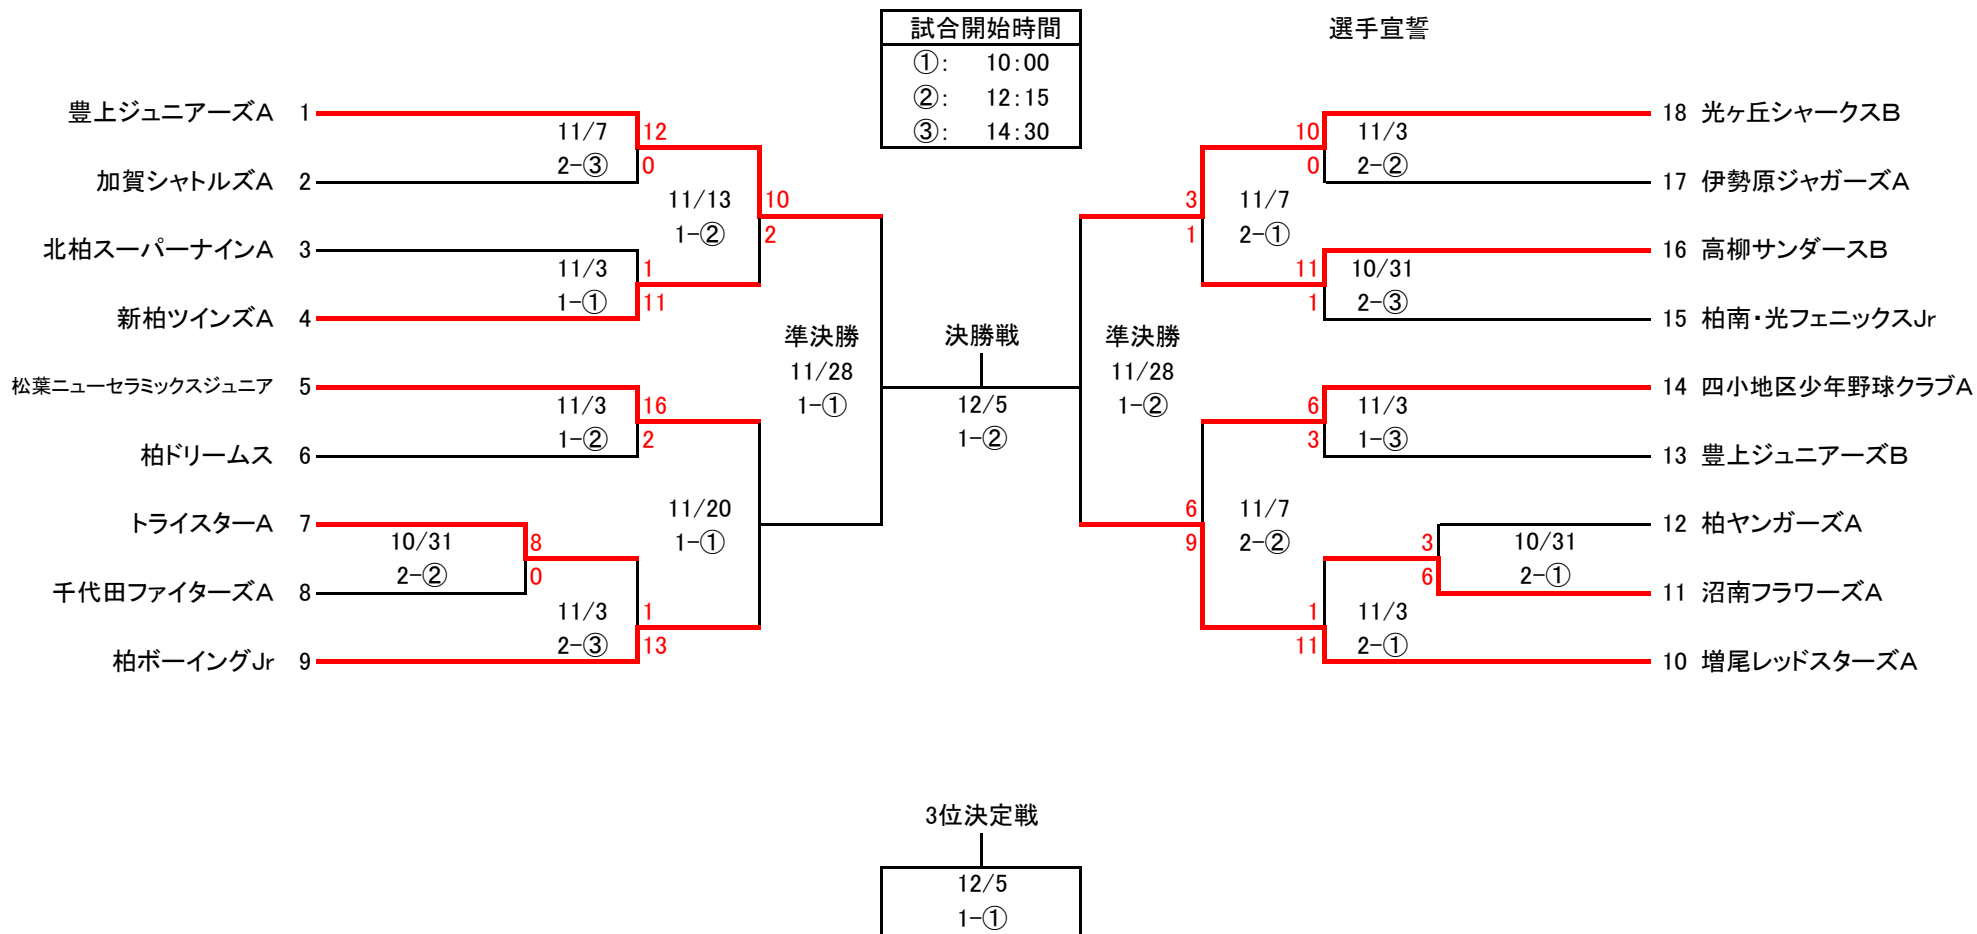 試合開始時間
①: 10:00
②: 12:15
③: 14:30
選手宣誓
豊上ジュニアーズA 1
加賀シャトルズA 2
北柏スーパーナインA 3
新柏ツインズA 4
松葉ニューセラミックスジュニア 5
柏ドリームス 6
トライスターA 7
千代田ファイターズA 8
柏ボーイングJr 9
10/31
2-②
8
0
11/7
2-③
12
0
11/3
1-①
1
11
11/3
1-②
16
2
11/3
2-③
1
13
11/13
1-②
10
2
11/20
1-①
準決勝
11/28
1-①
決勝戦
12/5
1-②
準決勝
11/28
1-②
3
1
11/7
2-①
6
9
11/7
2-②
10
0
11/3
2-②
11
1
10/31
2-③
6
3
11/3
1-③
1
11
11/3
2-①
3
6
10/31
2-①
18 光ヶ丘シャークスB
17 伊勢原ジャガーズA
16 高柳サンダースB
15 柏南・光フェニックスJr
14 四小地区少年野球クラブA
13 豊上ジュニアーズB
12 柏ヤンガーズA
11 沼南フラワーズA
10 増尾レッドスターズA
3位決定戦
12/5
1-①